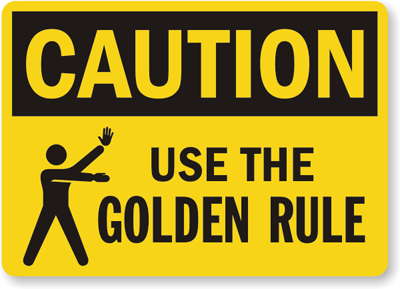 CAUTION
USE THE
GOLDEN RULE